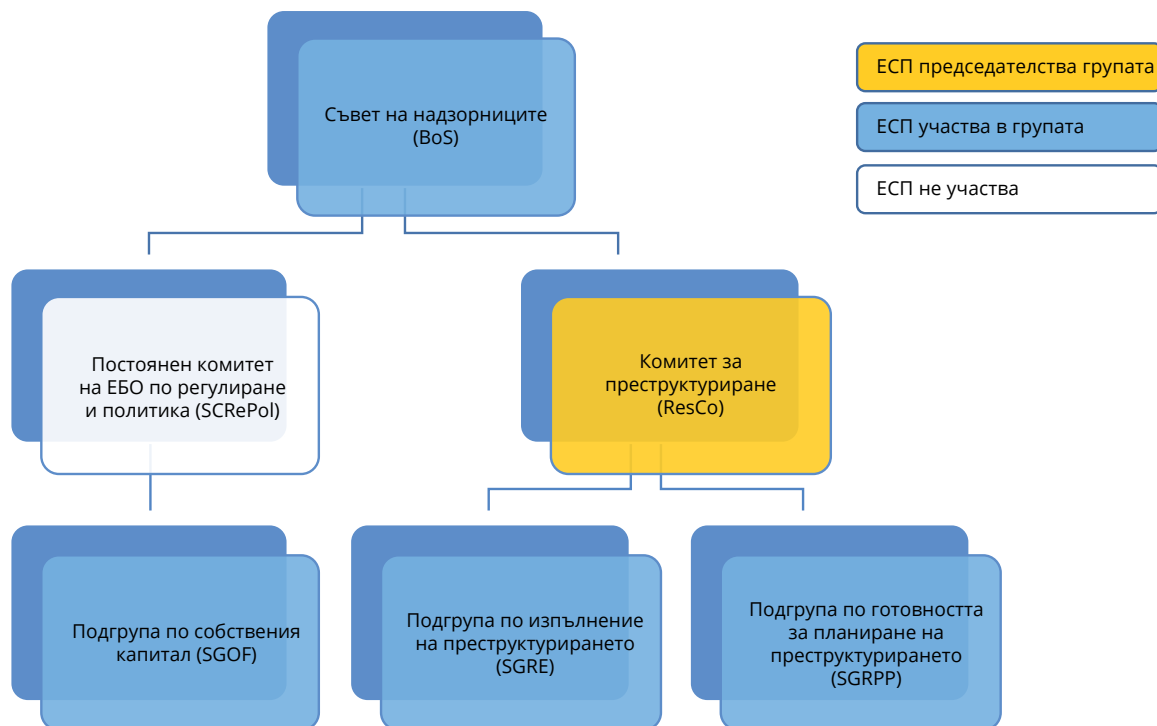 Съвет на надзорниците
(BoS)
ЕСП председателства групата
ЕСП участва в групата
ЕСП не участва
Постоянен комитет
на ЕБО по регулиране
и политика (SCRePol)
Комитет за
преструктуриране
(ResCo)
Подгрупа по собствения
капитал (SGOF)
Подгрупа по изпълнение
на преструктурирането
(SGRE)
Подгрупа по готовността
за планиране на
преструктурирането
(SGRPP)